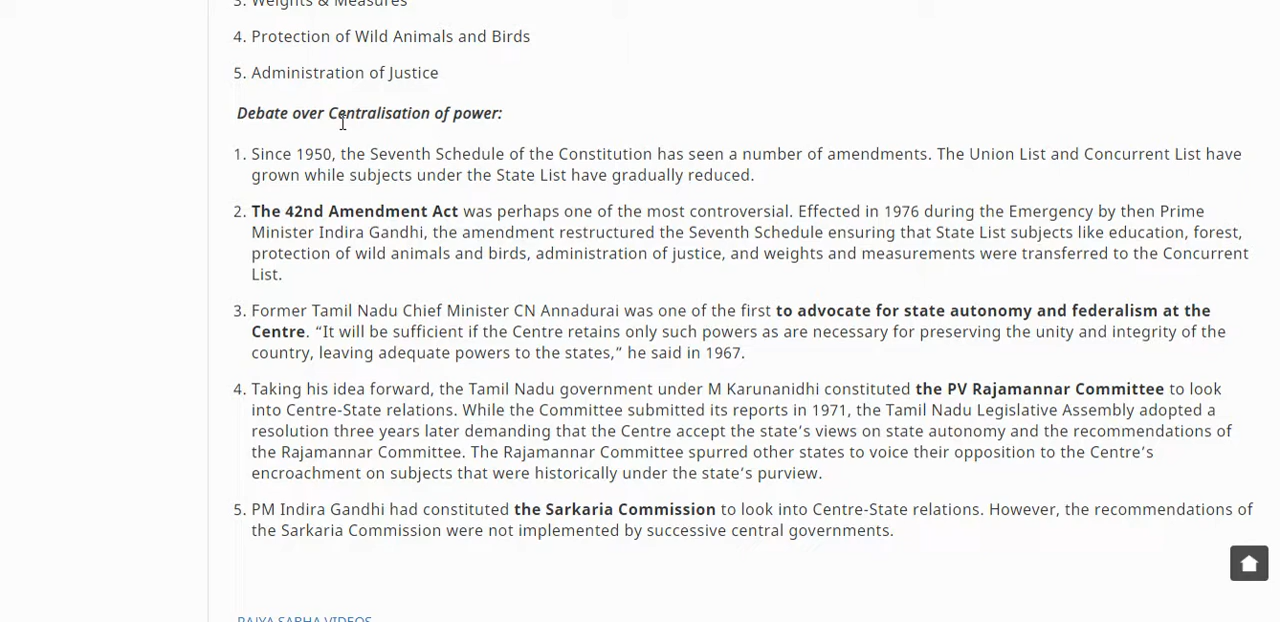 3. Weights & Measures
4. Protection of Wild Animals and Birds
5. Administration of Justice
Debate over Centralisation of power:
1. Since 1950, the Seventh Schedule of the Constitution has seen a number of amendments. The Union List and Concurrent List have
grown while subjects under the State List have gradually reduced.
2. The 42nd Amendment Act was perhaps one of the most controversial. Effected in 1976 during the Emergency by then Prime
Minister Indira Gandhi, the amendment restructured the Seventh Schedule ensuring that State List subjects like education, forest,
protection of wild animals and birds, administration of justice, and weights and measurements were transferred to the Concurrent
List.
3. Former Tamil Nadu Chief Minister CN Annadurai was one of the first to advocate for state autonomy and federalism at the
Centre. “It will be sufficient if the Centre retains only such powers as are necessary for preserving the unity and integrity of the
country, leaving adequate powers to the states,” he said in 1967.
4. Taking his idea forward, the Tamil Nadu government under M Karunanidhi constituted the PV Rajamannar Committee to look
into Centre-State relations. While the Committee submitted its reports in 1971, the Tamil Nadu Legislative Assembly adopted a
resolution three years later demanding that the Centre accept the state’s views on state autonomy and the recommendations of
the Rajamannar Committee. The Rajamannar Committee spurred other states to voice their opposition to the Centre’s
encroachment on subjects that were historically under the state’s purview.
5. PM Indira Gandhi had constituted the Sarkaria Commission to look into Centre-State relations. However, the recommendations of
the Sarkaria Commission were not implemented by successive central governments.
RAJYA SABHA VIDEOS